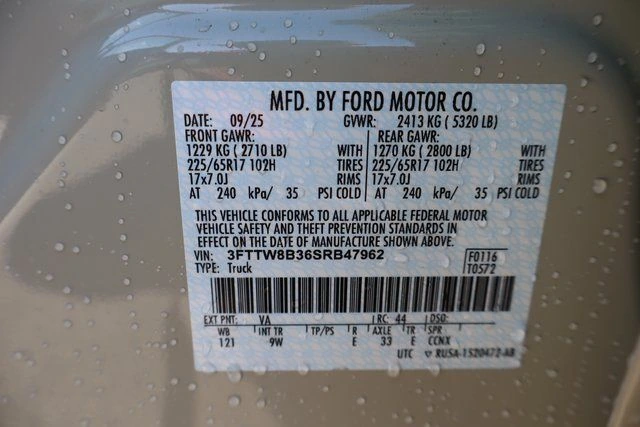 MFD. BY FORD MOTOR CO.
DATE: 09/25 GVWR: 2413 KG ( 5320 LB)
FRONT GAWR: REAR GAWR:
1229 KG ( 2710 LB) WITH 1270 KG ( 2800 LB) WITH
225/65R17 102H TIRES 225/65R17 102H TIRES
17x7.0J RIMS 17x7.0J RIMS
AT 240 kPa/ 35 PSI COLD AT 240 kPa/ 35 PSI COLD
THIS VEHICLE CONFORMS TO ALL APPLICABLE FEDERAL MOTOR
VEHICLE SAFETY AND THEFT PREVENTION STANDARDS IN
EFFECT ON THE DATE OF MANUFACTURE SHOWN ABOVE.
VIN: 3FTTW8B36SRB47962 F0116
TYPE: Truck T0572
EXT PNT: VA RC: 44 DSO:
WB INT TR TP/PS R AXLE TR SPR
121 9W E 33 E CCNX
UTC ▽ RUSA-1520472-AB